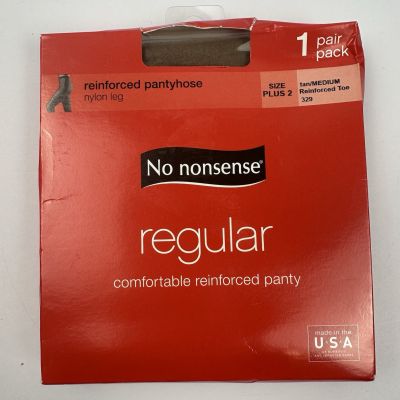 1 pair
pack
reinforced pantyhose
nylon leg
SIZE
PLUS 2
tan/MEDIUM
Reinforced Toe
329
No nonsense®
regular
comfortable reinforced panty
made in the
U·S·A